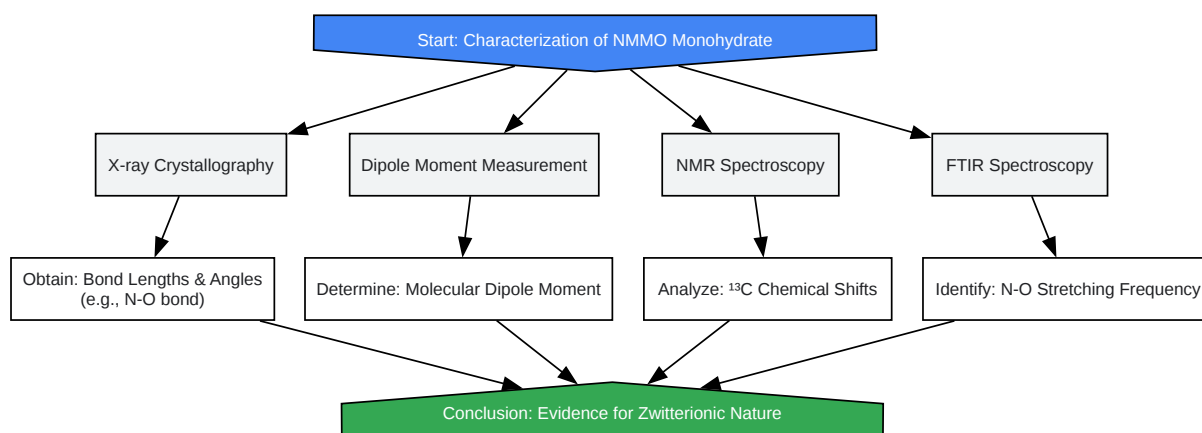 Start: Characterization of NMMO Monohydrate
X-ray Crystallography
Dipole Moment Measurement
NMR Spectroscopy
FTIR Spectroscopy
Obtain: Bond Lengths & Angles
(e.g., N-O bond)
Determine: Molecular Dipole Moment
Analyze: ¹³C Chemical Shifts
Identify: N-O Stretching Frequency
Conclusion: Evidence for Zwitterionic Nature